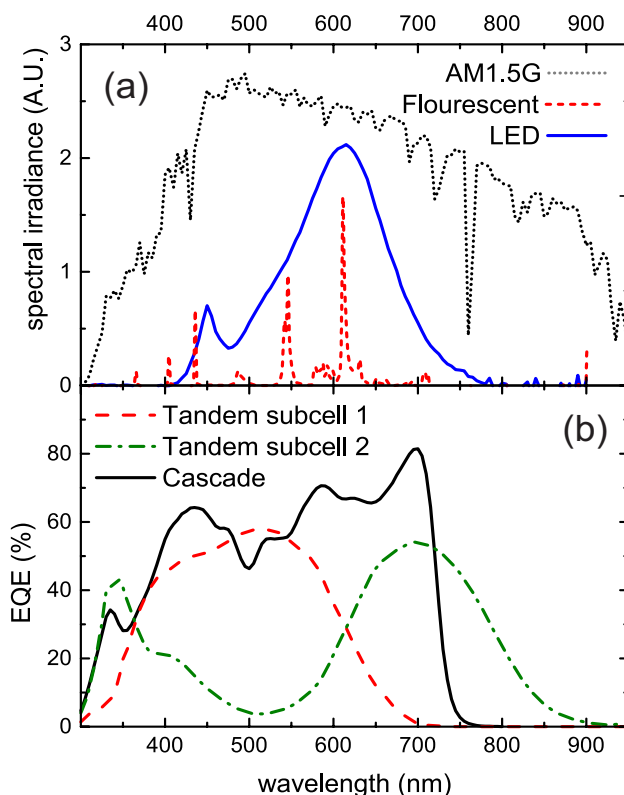 400 500 600 700 800 900
3
2
1
0
spectral irradiance (A.U.)
(a)
AM1.5G
Flourescent
LED
80
60
40
20
0
EQE (%)
(b)
Tandem subcell 1
Tandem subcell 2
Cascade
400 500 600 700 800 900
wavelength (nm)